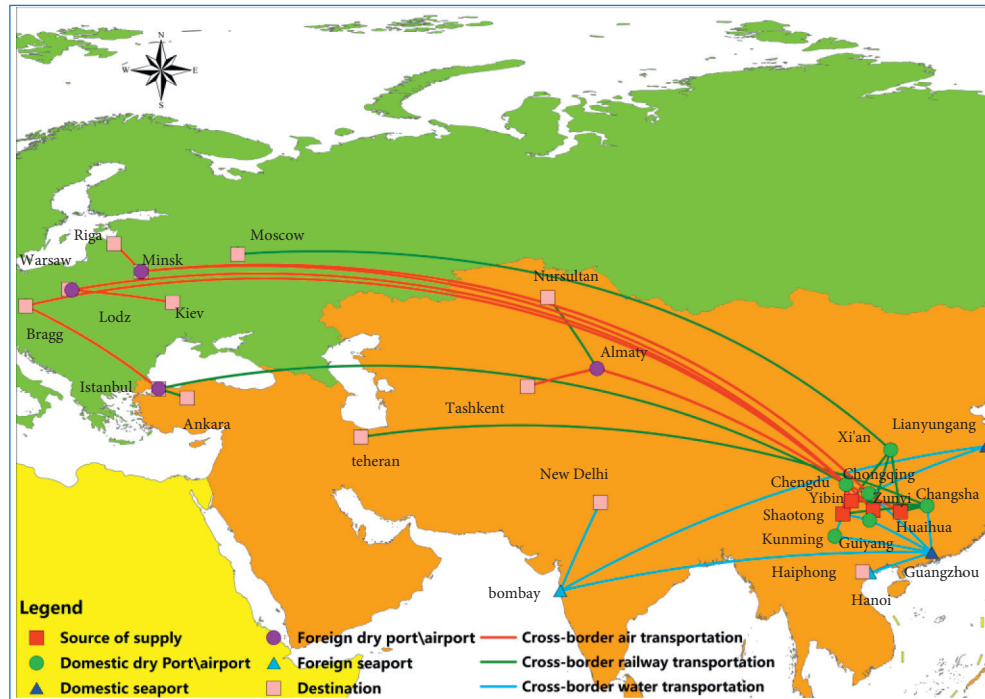 N
W E
S
Riga
Moscow
Warsaw
Minsk
Nursultan
Lodz
Kiev
Bragg
Almaty
Istanbul
Tashkent
Ankara
Lianyungang
Xi'an
teheran
New Delhi
Chengdu
Chongqing
Yibin
Zunyi
Changsha
Shaotong
Huaihua
Kunming
Guiyang
Haiphong
Guangzhou
bombay
Hanoi
Legend
Source of supply
Foreign dry port\airport
Cross-border air transportation
Domestic dry Port\airport
Foreign seaport
Cross-border railway transportation
Domestic seaport
Destination
Cross-border water transportation